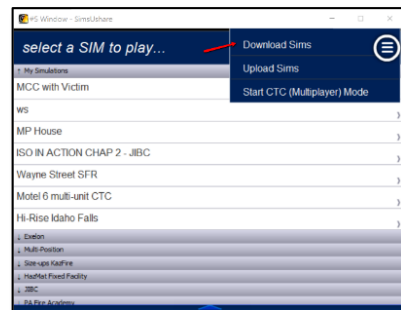 PS Window - SimsUshare
select a SIM to play...
Download Sims
Upload Sims
Start CTC (Multiplayer) Mode
↑ My Simulations
MCC with Victim
ws
MP House
ISO IN ACTION CHAP 2 - JIBC
Wayne Street SFR
Motel 6 multi-unit CTC
Hi-Rise Idaho Falls
↓ Exelon
↓ Multi-Position
↓ Size-ups KazFire
↓ HazMat Fixed Facility
↓ JIBC
↓ PA Fire Academy